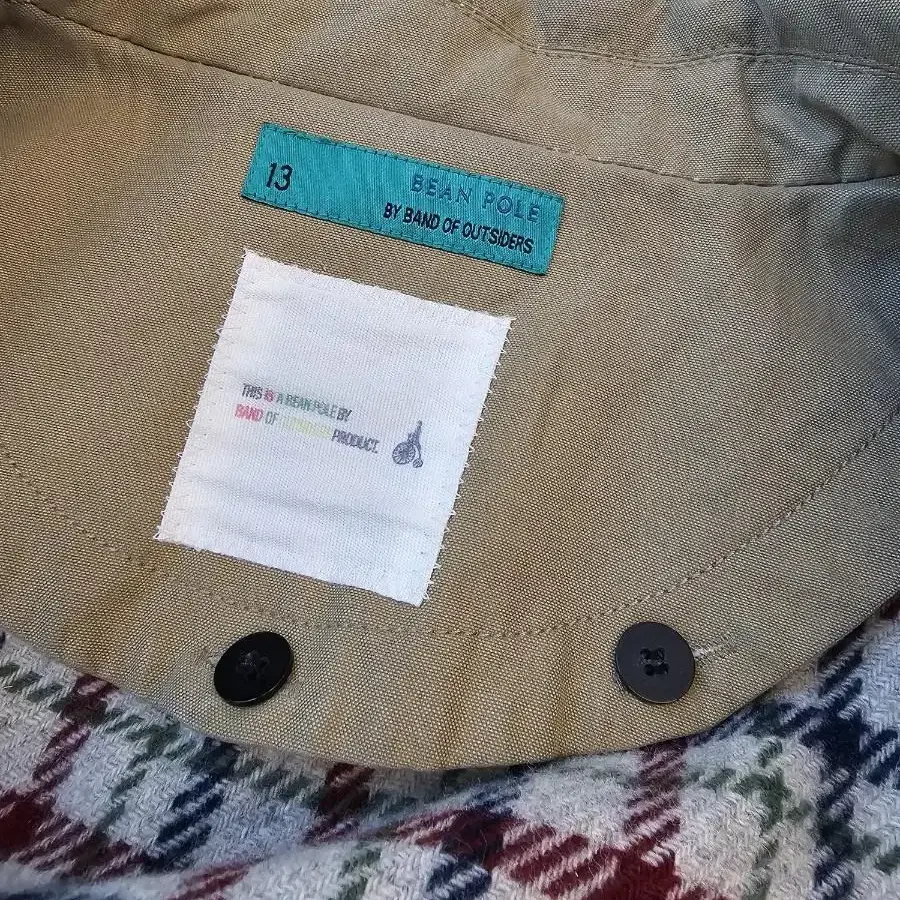 13
BEAN POLE
BY BAND OF OUTSIDERS
THIS IS A BEAN POLE BY
BAND OF OUTSIDERS PRODUCT.